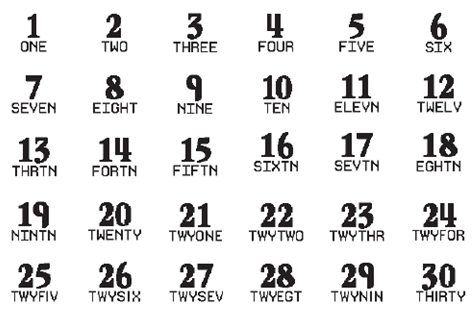 1 2 3 4 5 6
ONE TWO THREE FOUR FIVE SIX
7 8 9 10 11 12
SEVEN EIGHT NINE TEN ELEVN TWELV
13 14 15 16 17 18
THRTN FORTN FIFTN SIXTN SEVTN EGHTN
19 20 21 22 23 24
NINTN TWENTY TWYONE TWYTWO TWYTHR TWYFOR
25 26 27 28 29 30
TWYFIV TWYSIX TWYSEV TWYEGT TWYNIN THIRTY